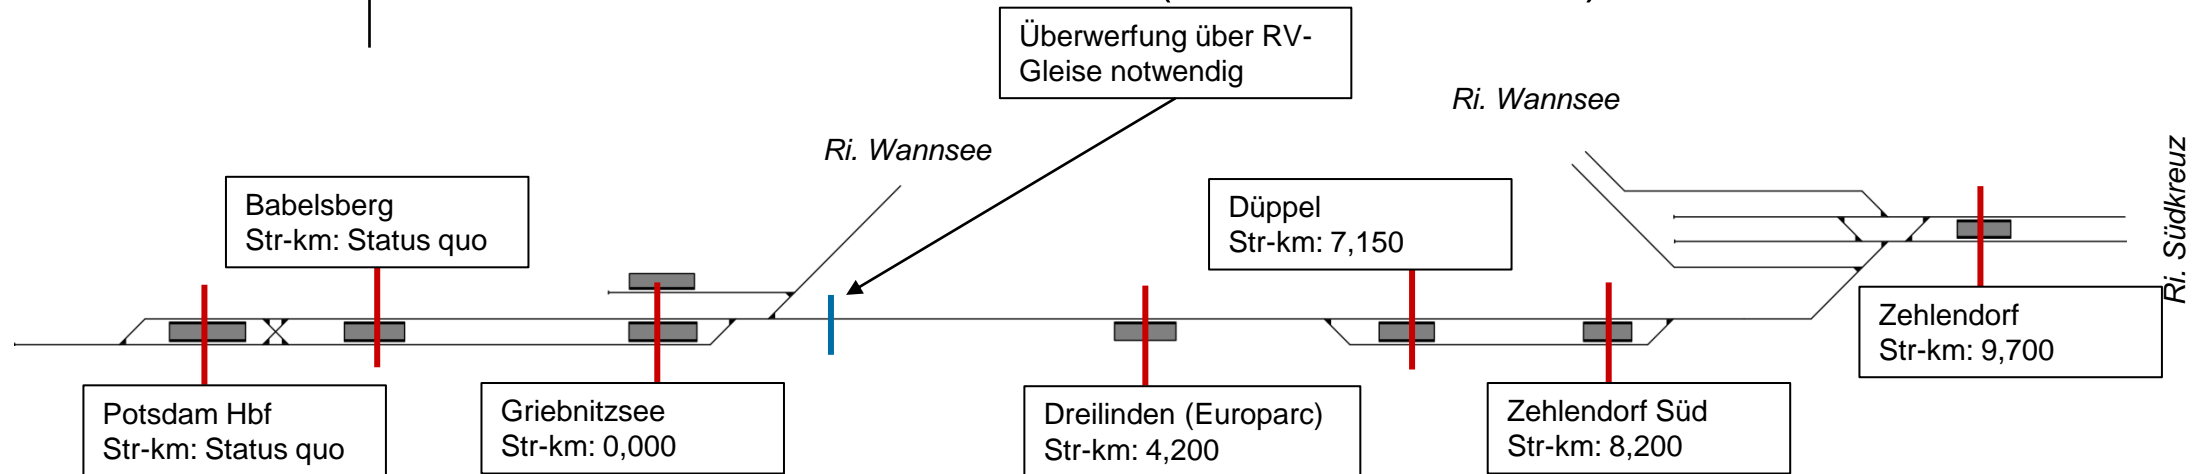 Überwerfung über RV-
Gleise notwendig
Ri. Wannsee
Ri. Wannsee
Ri. Südkreuz
Babelsberg
Str-km: Status quo
Düppel
Str-km: 7,150
Zehlendorf
Str-km: 9,700
Potsdam Hbf
Str-km: Status quo
Griebnitzsee
Str-km: 0,000
Dreilinden (Europarc)
Str-km: 4,200
Zehlendorf Süd
Str-km: 8,200